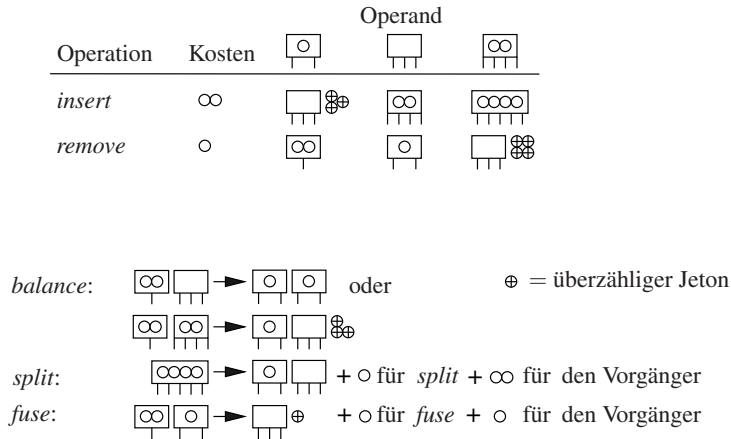 Operand
Operation Kosten
insert
remove
balance: oder ⊕ = überzähliger Jeton
split: + ○ für split + ○○ für den Vorgänger
fuse: + ○ für fuse + ○ für den Vorgänger